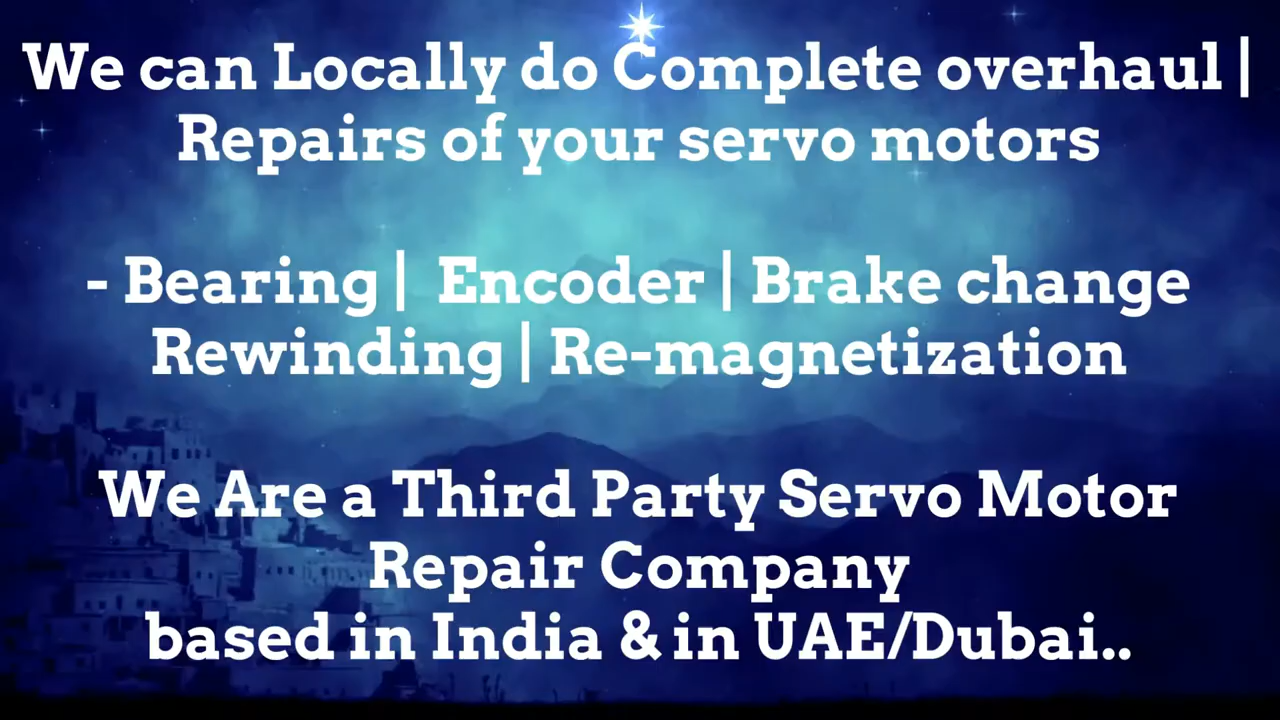 We can Locally do Complete overhaul |
Repairs of your servo motors
- Bearing | Encoder | Brake change
Rewinding | Re-magnetization
We Are a Third Party Servo Motor
Repair Company
based in India & in UAE/Dubai..